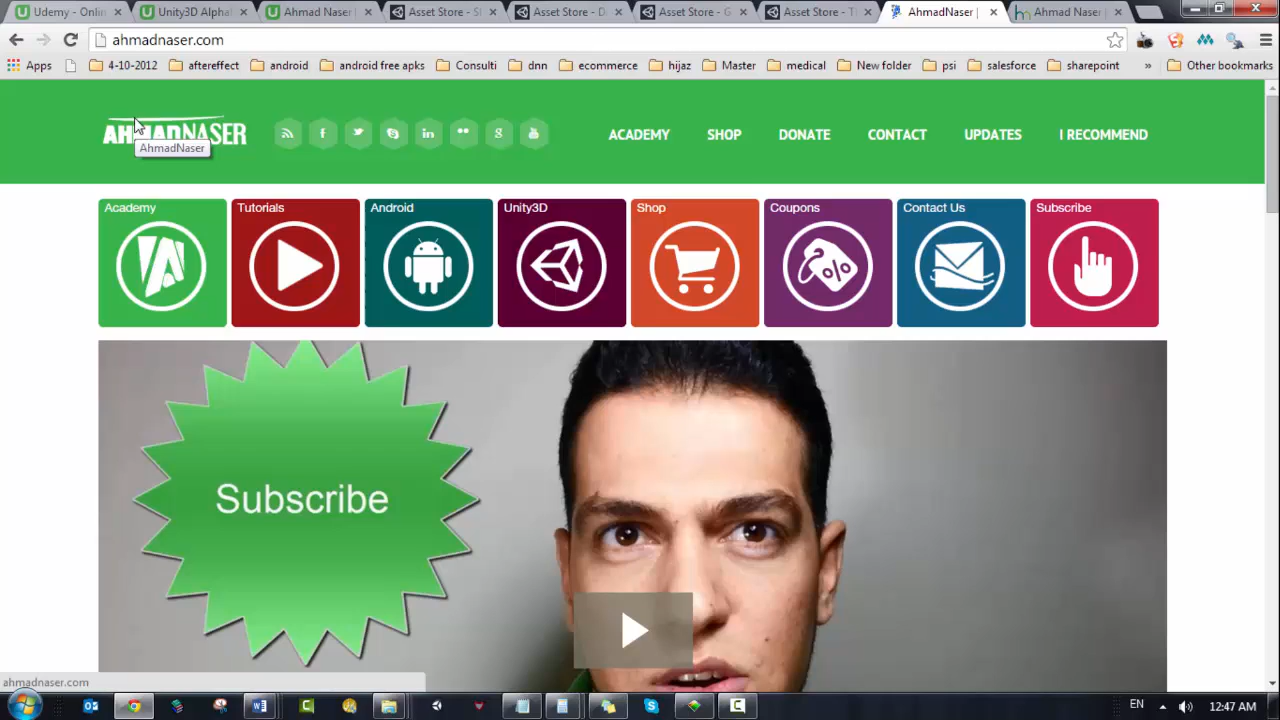 Udemy - Onli
Unity3D Alpha
Ahmad Naser |
Asset Store - S
Asset Store - D
Asset Store - G
Asset Store - T
AhmadNaser |
Ahmad Naser |
ahmadnaser.com
Apps
4-10-2012
aftereffect
android
android free apks
Consulti
dnn
ecommerce
hijaz
Master
medical
New folder
psi
salesforce
sharepoint
»
Other bookmarks
AHMADNASER
ACADEMY
SHOP
DONATE
CONTACT
UPDATES
I RECOMMEND
AhmadNaser
Academy
Tutorials
Android
Unity3D
Shop
Coupons
Contact Us
Subscribe
Subscribe
ahmadnaser.com
EN
12:47 AM